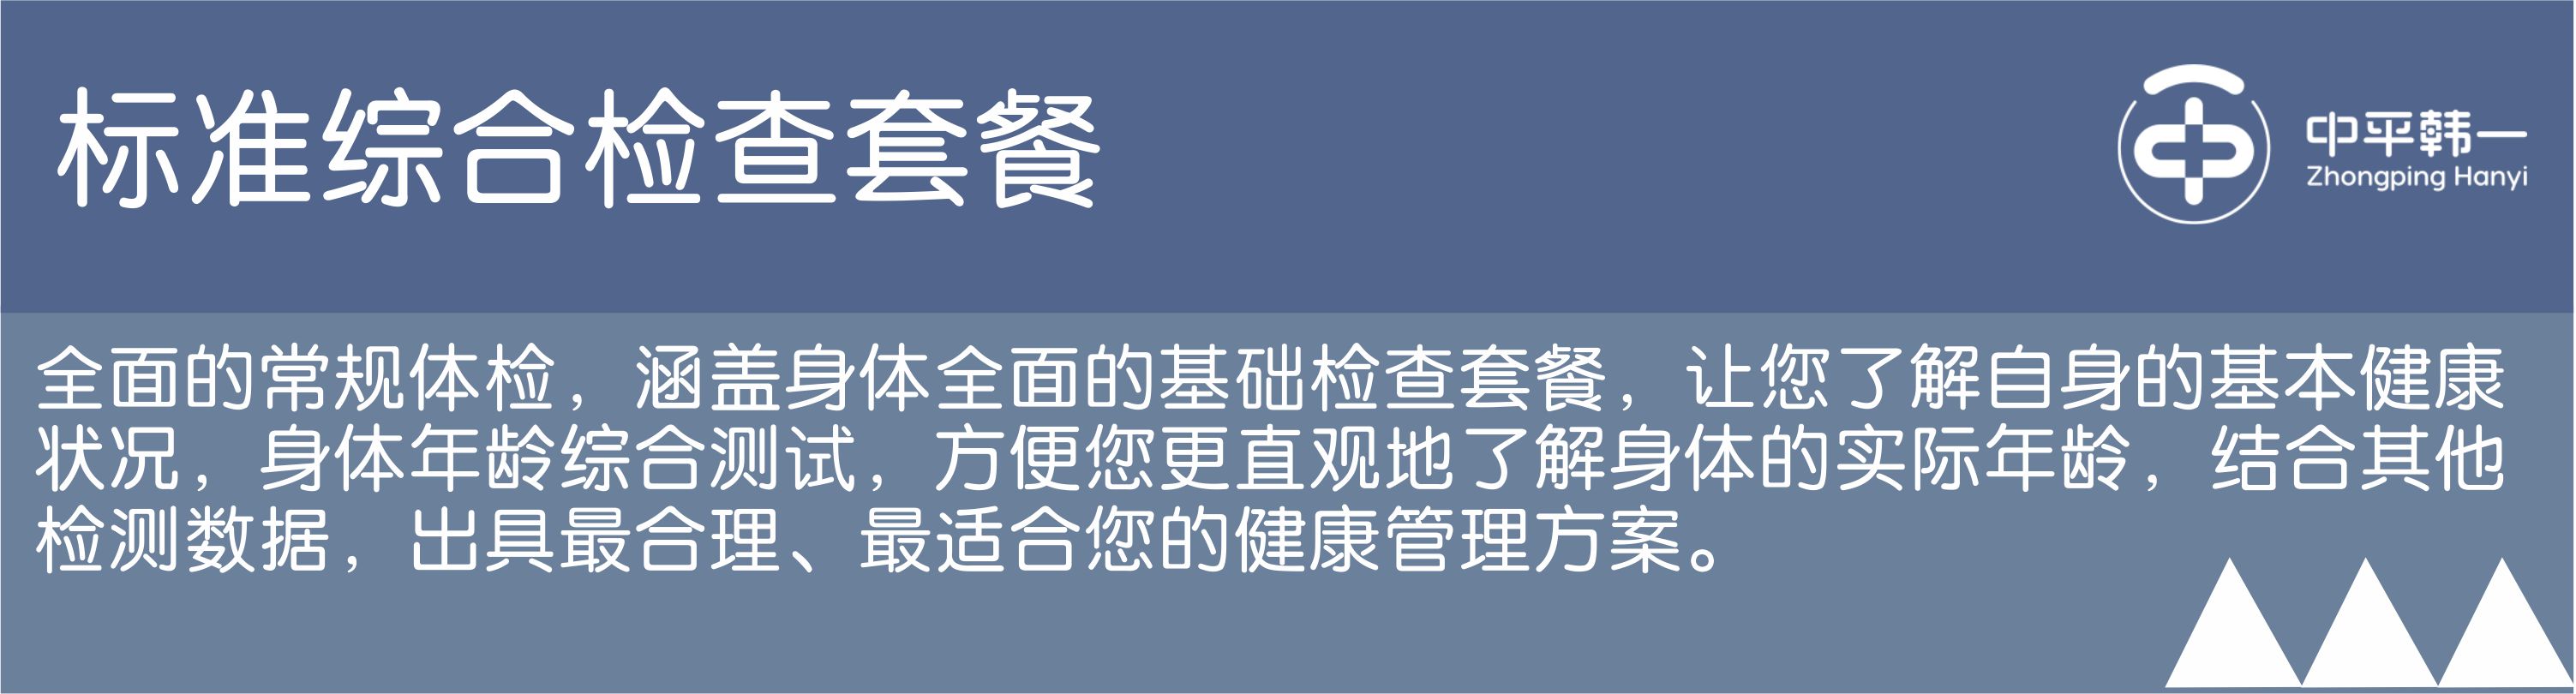 标准综合检查套餐
中平韩一
Zhongping Hanyi
全面的常规体检，涵盖身体全面的基础检查套餐，让您了解自身的基本健康
状况，身体年龄综合测试，方便您更直观地了解身体的实际年龄，结合其他
检测数据，出具最合理、最适合您的健康管理方案。